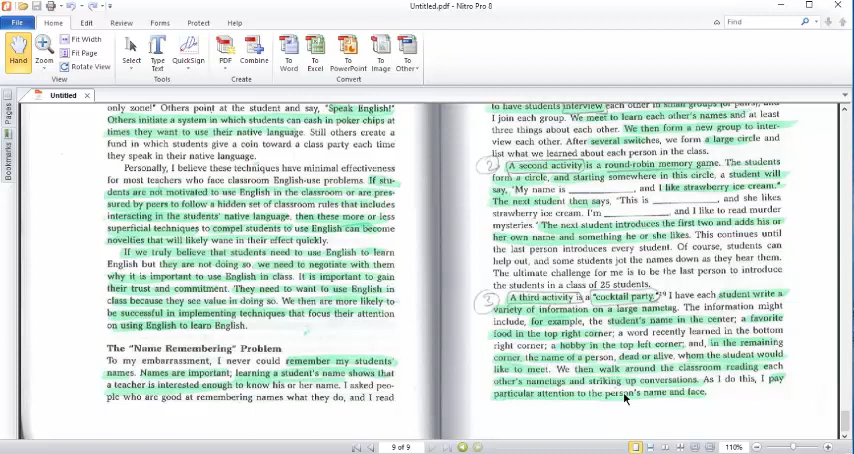 Untitled.pdf - Nitro Pro 8
File
Home
Edit
Review
Forms
Protect
Help
Find
Hand
Zoom
Fit Width
Fit Page
Rotate View
View
Select
Type Text
QuickSign
Tools
PDF
Combine
Create
To Word
To Excel
To PowerPoint
To Image
To Other
Convert
Untitled
Pages
Bookmarks
only zone!" Others point at the student and say, "Speak English!"
Others initiate a system in which students can cash in poker chips at
times they want to use their native language. Still others create a
fund in which students give a coin toward a class party each time
they speak in their native language.
Personally, I believe these techniques have minimal effectiveness
for most teachers who face classroom English-use problems. If stu-
dents are not motivated to use English in the classroom or are pres-
sured by peers to follow a hidden set of classroom rules that includes
interacting in the students' native language, then these more or less
superficial techniques to compel students to use English can become
novelties that will likely wane in their effect quickly.
If we truly believe that students need to use English to learn
English but they are not doing so, we need to negotiate with them
why it is important to use English in class. It is important to gain
their trust and commitment. They need to want to use English in
class because they see value in doing so. We then are more likely to
be successful in implementing techniques that focus their attention
on using English to learn English.
The "Name Remembering" Problem
To my embarrassment, I never could remember my students'
names. Names are important; learning a student's name shows that
a teacher is interested enough to know his or her name. I asked peo-
ple who are good at remembering names what they do, and I read
to have students interview each other in small groups (or pairs), and
I join each group. We meet to learn each other's names and at least
three things about each other. We then form a new group to inter-
view each other. After several switches, we form a large circle and
list what we learned about each person in the class.
2 A second activity is a round-robin memory game. The students
form a circle, and starting somewhere in this circle, a student will
say, "My name is ________, and I like strawberry ice cream."
The next student then says, "This is ________, and she likes
strawberry ice cream. I'm ________, and I like to read murder
mysteries." The next student introduces the first two and adds his or
her own name and something he or she likes. This continues until
the last person introduces every student. Of course, students can
help out, and some students jot the names down as they hear them.
The ultimate challenge for me is to be the last person to introduce
the students in a class of 25 students.
3 A third activity is a "cocktail party."19 I have each student write a
variety of information on a large nametag. The information might
include, for example, the student's name in the center; a favorite
food in the top right corner; a word recently learned in the bottom
right corner; a hobby in the top left corner; and, in the remaining
corner, the name of a person, dead or alive, whom the student would
like to meet. We then walk around the classroom reading each
other's nametags and striking up conversations. As I do this, I pay
particular attention to the person's name and face.
9 of 9
110%